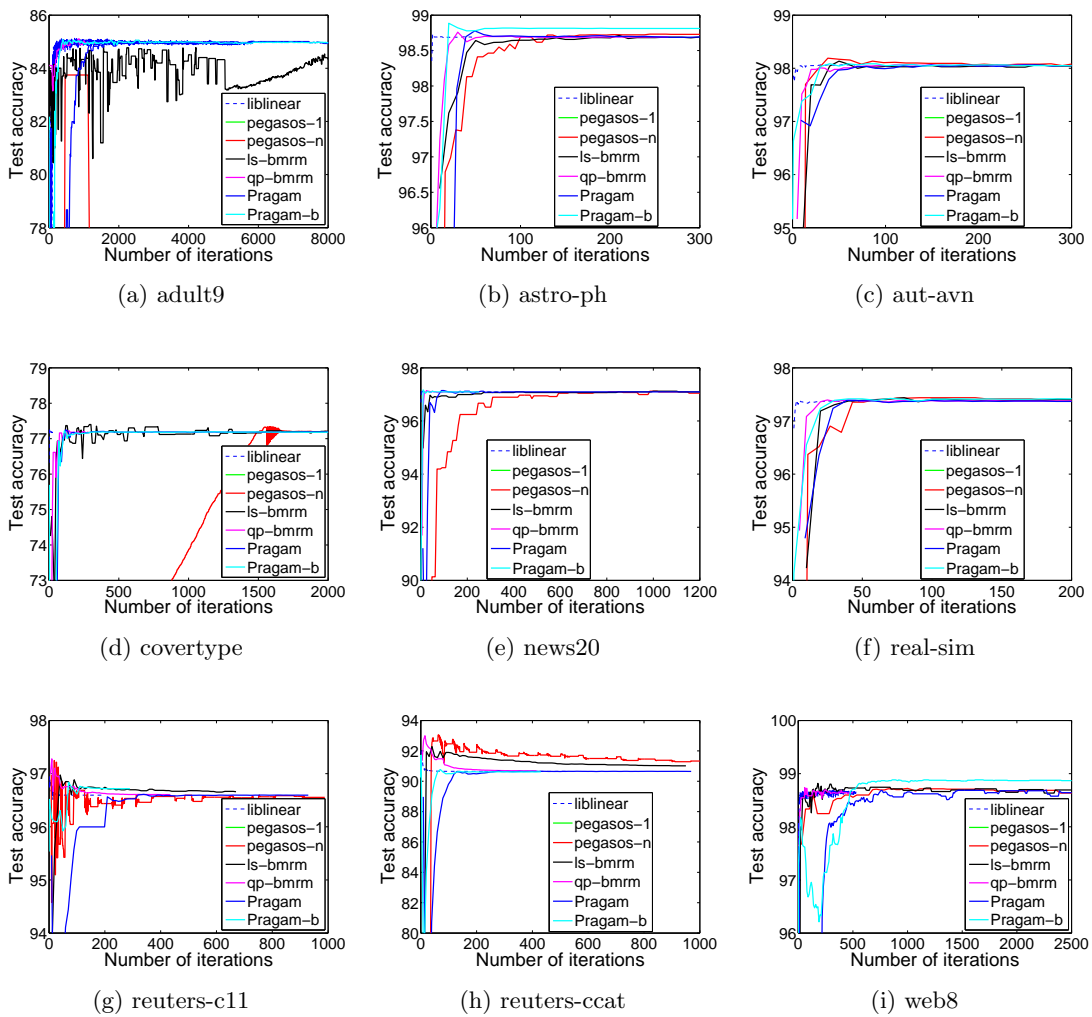 Test accuracy
86
84
82
80
78
0 2000 4000 6000 8000
Number of iterctions
liblinear
pegasos−1
pegasos−n
ls−bmrm
qp−bmrm
Pragam
Pragam−b
(a) adult9
Test accuracy
99
98.5
98
97.5
97
96.5
96
0 100 200 300
Number of iterctions
liblinear
pegasos−1
pegasos−n
ls−bmrm
qp−bmrm
Pragam
Pragam−b
(b) astro-ph
Test accuracy
99
98
97
96
95
0 100 200 300
Number of iterctions
liblinear
pegasos−1
pegasos−n
ls−bmrm
qp−bmrm
Pragam
Pragam−b
(c) aut-avn
Test accuracy
79
78
77
76
75
74
73
0 500 1000 1500 2000
Number of iterctions
liblinear
pegasos−1
pegasos−n
ls−bmrm
qp−bmrm
Pragam
Pragam−b
(d) covertype
Test accuracy
98
96
94
92
90
0 200 400 600 800 1000 1200
Number of iterctions
liblinear
pegasos−1
pegasos−n
ls−bmrm
qp−bmrm
Pragam
Pragam−b
(e) news20
Test accuracy
98
97
96
95
94
0 50 100 150 200
Number of iterctions
liblinear
pegasos−1
pegasos−n
ls−bmrm
qp−bmrm
Pragam
Pragam−b
(f) real-sim
Test accuracy
98
97
96
95
94
0 200 400 600 800 1000
Number of iterctions
liblinear
pegasos−1
pegasos−n
ls−bmrm
qp−bmrm
Pragam
Pragam−b
(g) reuters-c11
Test accuracy
94
92
90
88
86
84
82
80
0 200 400 600 800 1000
Number of iterctions
liblinear
pegasos−1
pegasos−n
ls−bmrm
qp−bmrm
Pragam
Pragam−b
(h) reuters-ccat
Test accuracy
100
99
98
97
96
0 500 1000 1500 2000 2500
Number of iterctions
liblinear
pegasos−1
pegasos−n
ls−bmrm
qp−bmrm
Pragam
Pragam−b
(i) web8